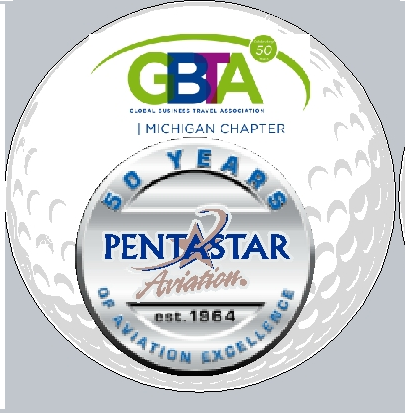 50
GBTA
GLOBAL BUSINESS TRAVEL ASSOCIATION
| MICHIGAN CHAPTER
50 YEARS
PENTASTAR
Aviation®
est. 1964
OF AVIATION EXCELLENCE